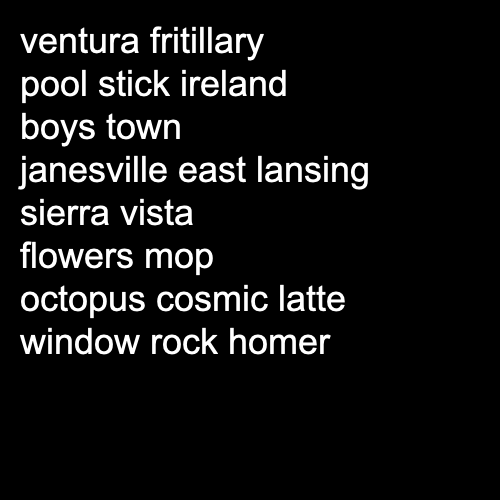 ventura fritillary
pool stick ireland
boys town
janesville east lansing
sierra vista
flowers mop
octopus cosmic latte
window rock homer